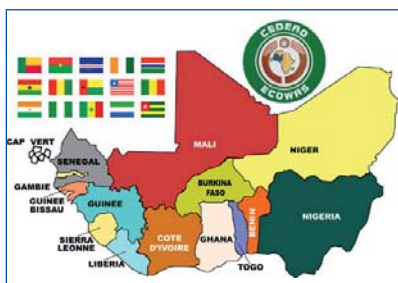 CEDEAO
ECOWAS
CAP VERT
SENEGAL
MALI
NIGER
GAMBIE
GUINEE
BISSAU
GUINEE
BURKINA
FASO
SIERRA
LEONNE
LIBERIA
COTE
D'IVOIRE
GHANA
TOGO
BENIN
NIGERIA